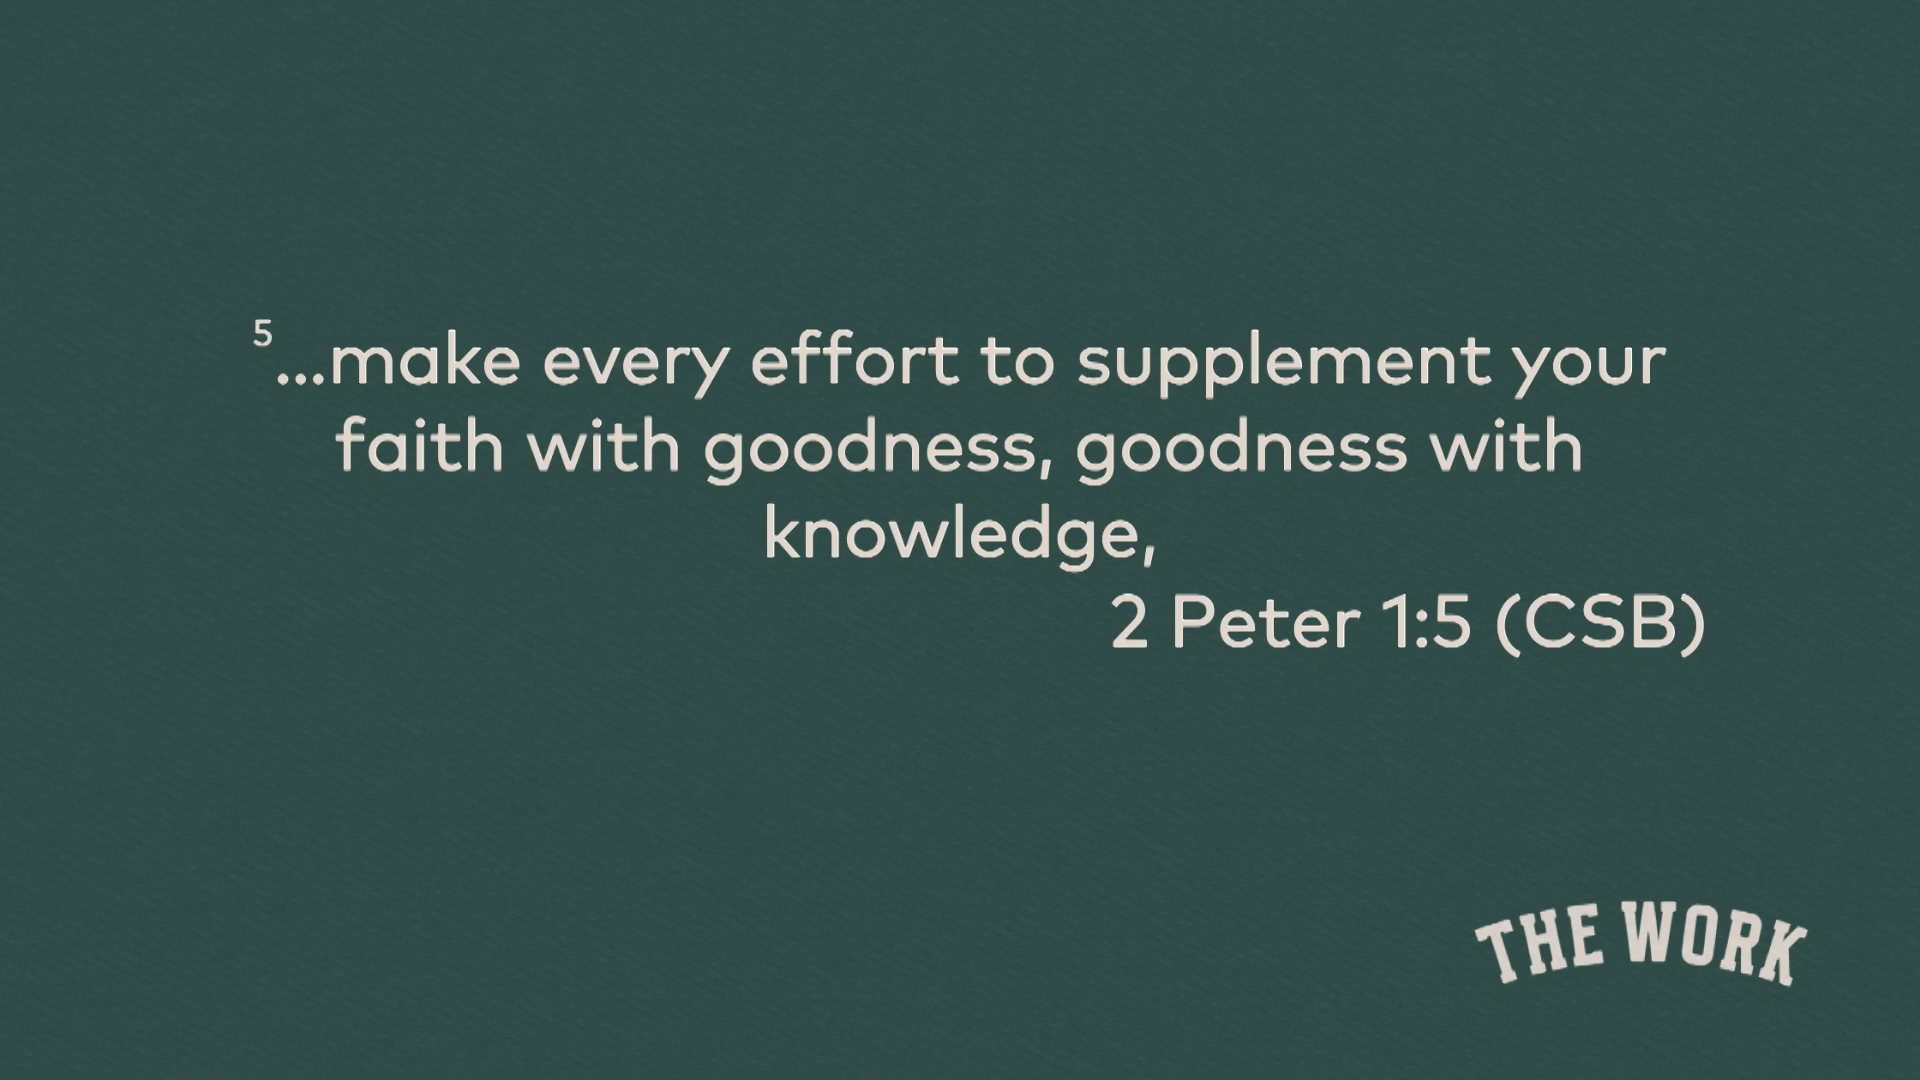 5 ...make every effort to supplement your
faith with goodness, goodness with
knowledge,
2 Peter 1:5 (CSB)
THE WORK